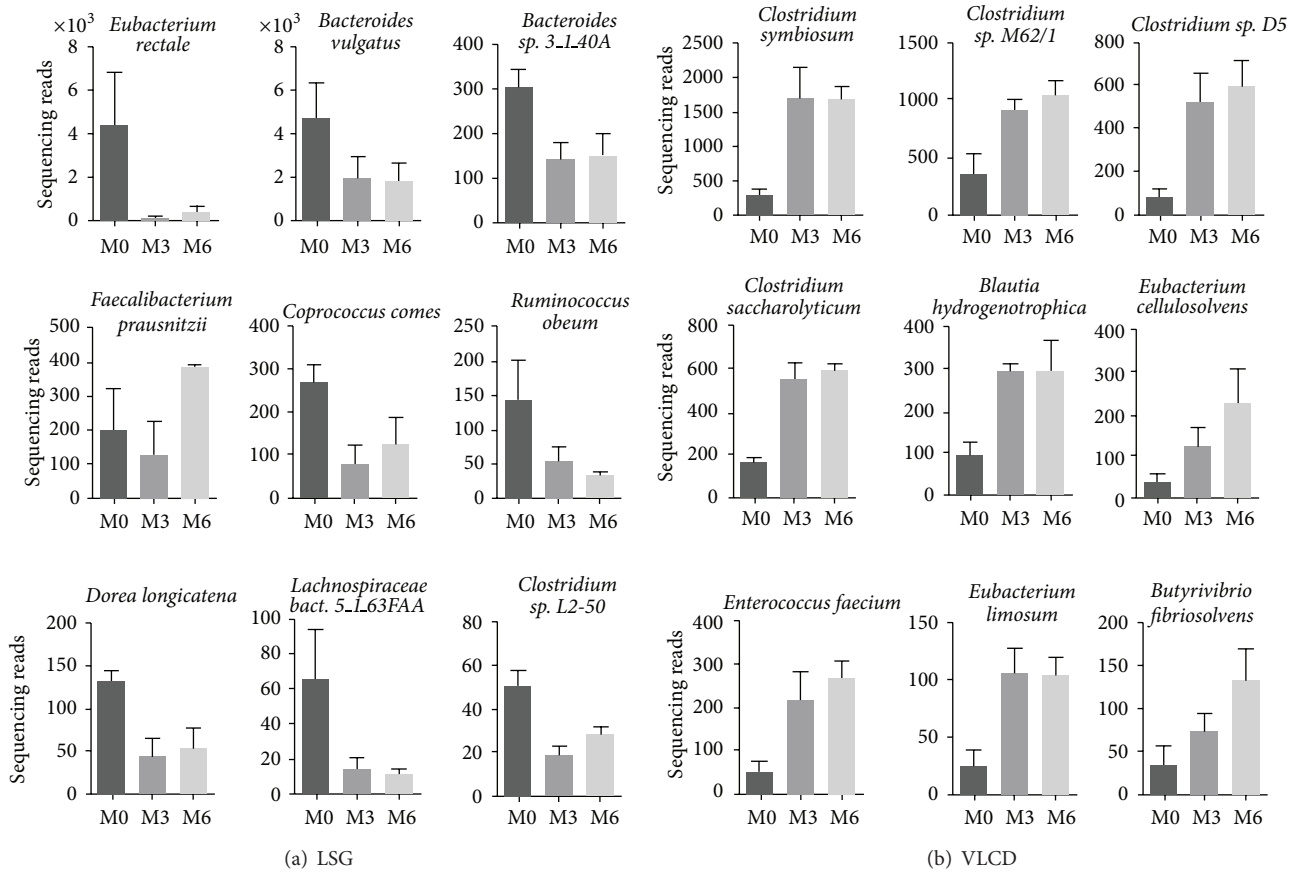 ×10³
Eubacterium
rectale
Sequencing reads
8
6
4
2
0
M0 M3 M6
×10³
Bacteroides
vulgatus
8
6
4
2
0
M0 M3 M6
Bacteroides
sp. 3_1_40A
400
300
200
100
0
M0 M3 M6
Faecalibacterium
prausnitzii
Sequencing reads
500
400
300
200
100
0
M0 M3 M6
Coprococcus comes
400
300
200
100
0
M0 M3 M6
Ruminococcus
obeum
200
150
100
50
0
M0 M3 M6
Dorea longicatena
Sequencing reads
200
150
100
50
0
M0 M3 M6
Lachnospiraceae
bact. 5_1_63FAA
100
80
60
40
20
0
M0 M3 M6
Clostridium
sp. L2-50
80
60
40
20
0
M0 M3 M6
(a) LSG
Clostridium
symbiosum
Sequencing reads
2500
2000
1500
1000
500
0
M0 M3 M6
Clostridium
sp. M62/1
1500
1000
500
0
M0 M3 M6
Clostridium sp. D5
800
600
400
200
0
M0 M3 M6
Clostridium
saccharolyticum
Sequencing reads
800
600
400
200
0
M0 M3 M6
Blautia
hydrogenotrophica
400
300
200
100
0
M0 M3 M6
Eubacterium
cellulosolvens
400
300
200
100
0
M0 M3 M6
Enterococcus faecium
Sequencing reads
400
300
200
100
0
M0 M3 M6
Eubacterium
limosum
150
100
50
0
M0 M3 M6
Butyrivibrio
fibriosolvens
200
150
100
50
0
M0 M3 M6
(b) VLCD